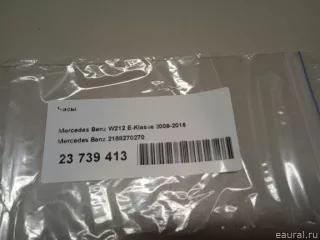 Часы
Mercedes Benz W212 E-Klasse 2009-2016
Mercedes Benz 2188270270
23 739 413
eaural.ru